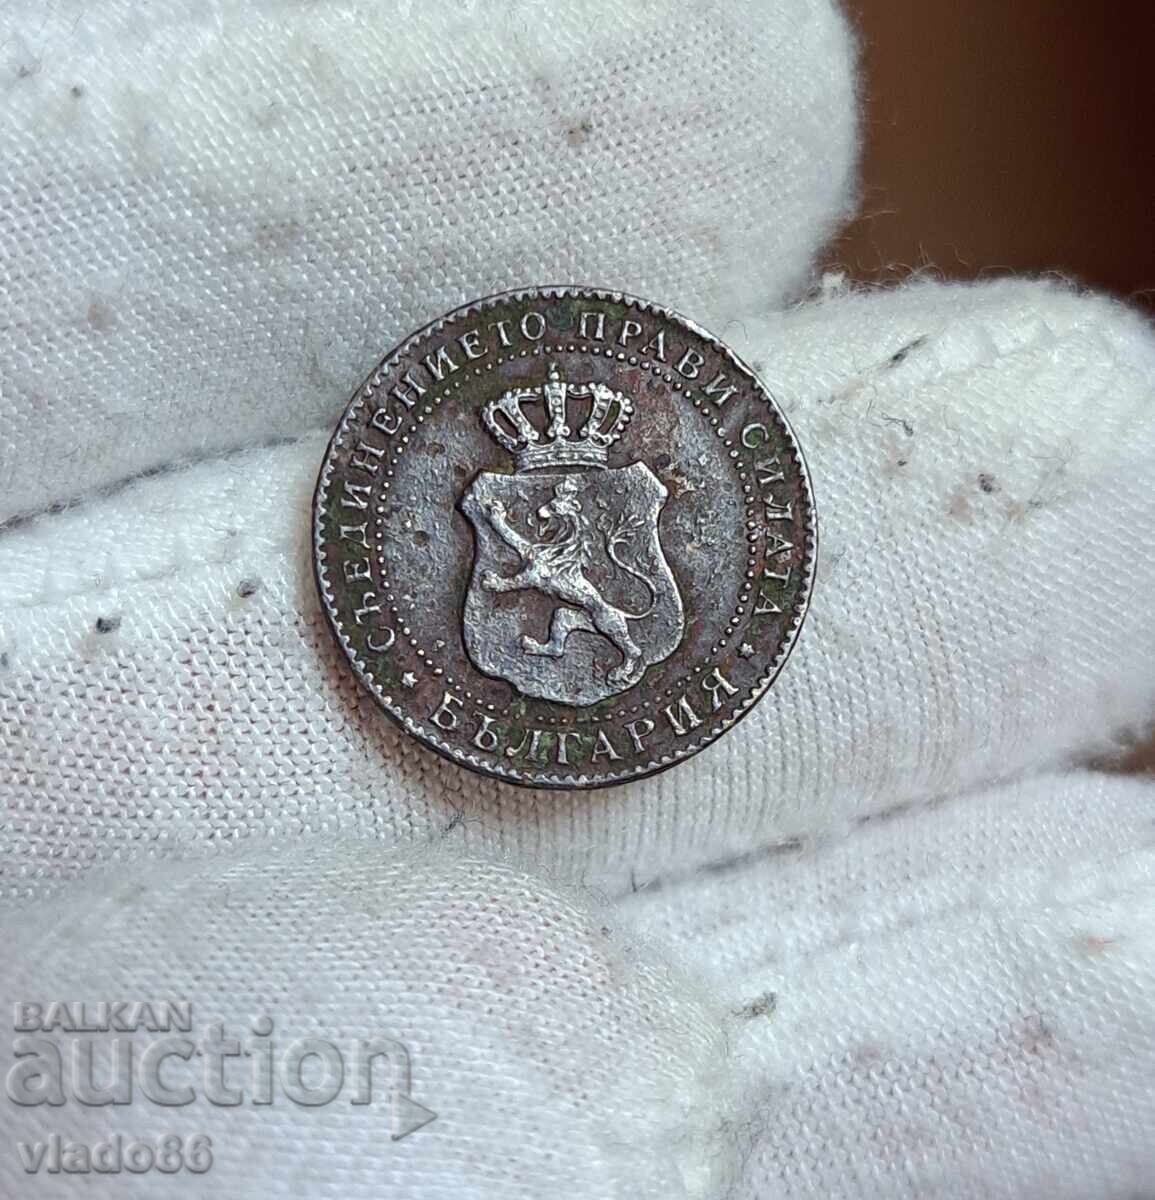 СЪЕДИНЕНИЕТО ПРАВИ СИЛАТА
* БЪЛГАРИЯ *
BALKAN
auction
vlado86